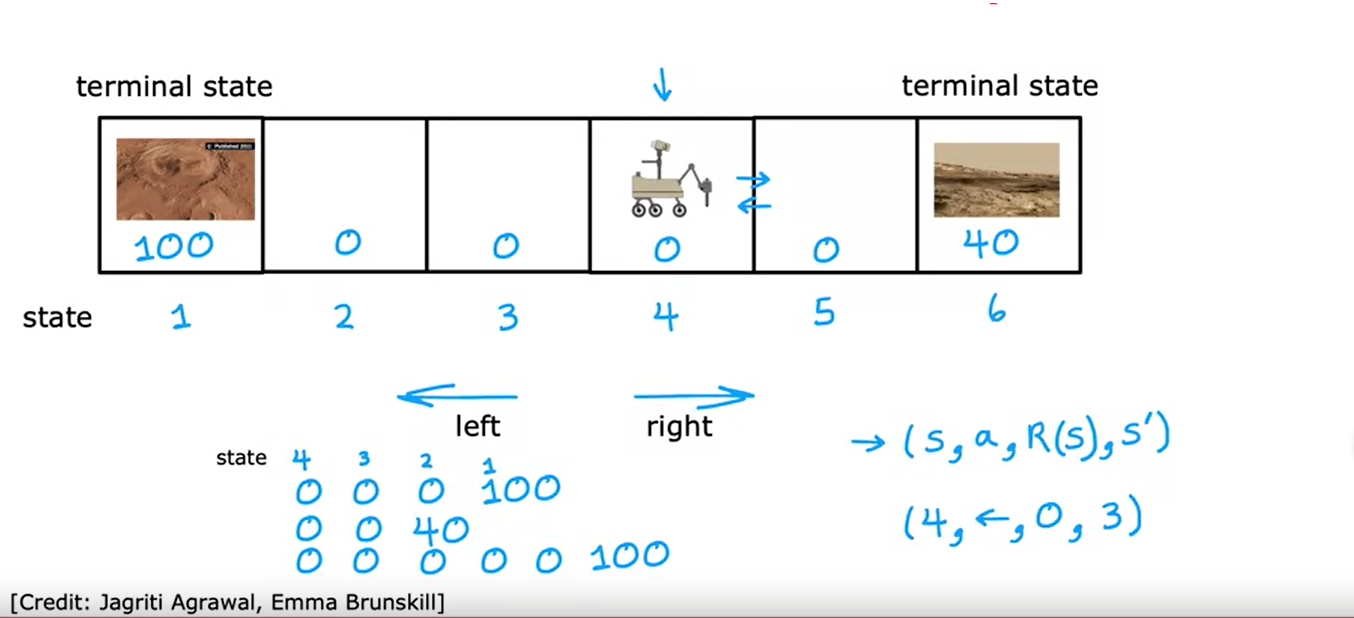 terminal state terminal state
↓
→
←
100 0 0 0 0 40
state 1 2 3 4 5 6
← →
left right
→ (s, a, R(s), s')
state 4 3 2 1
0 0 0 100
(4, ←, 0, 3)
0 0 40
0 0 0 0 0 100
[Credit: Jagriti Agrawal, Emma Brunskill]